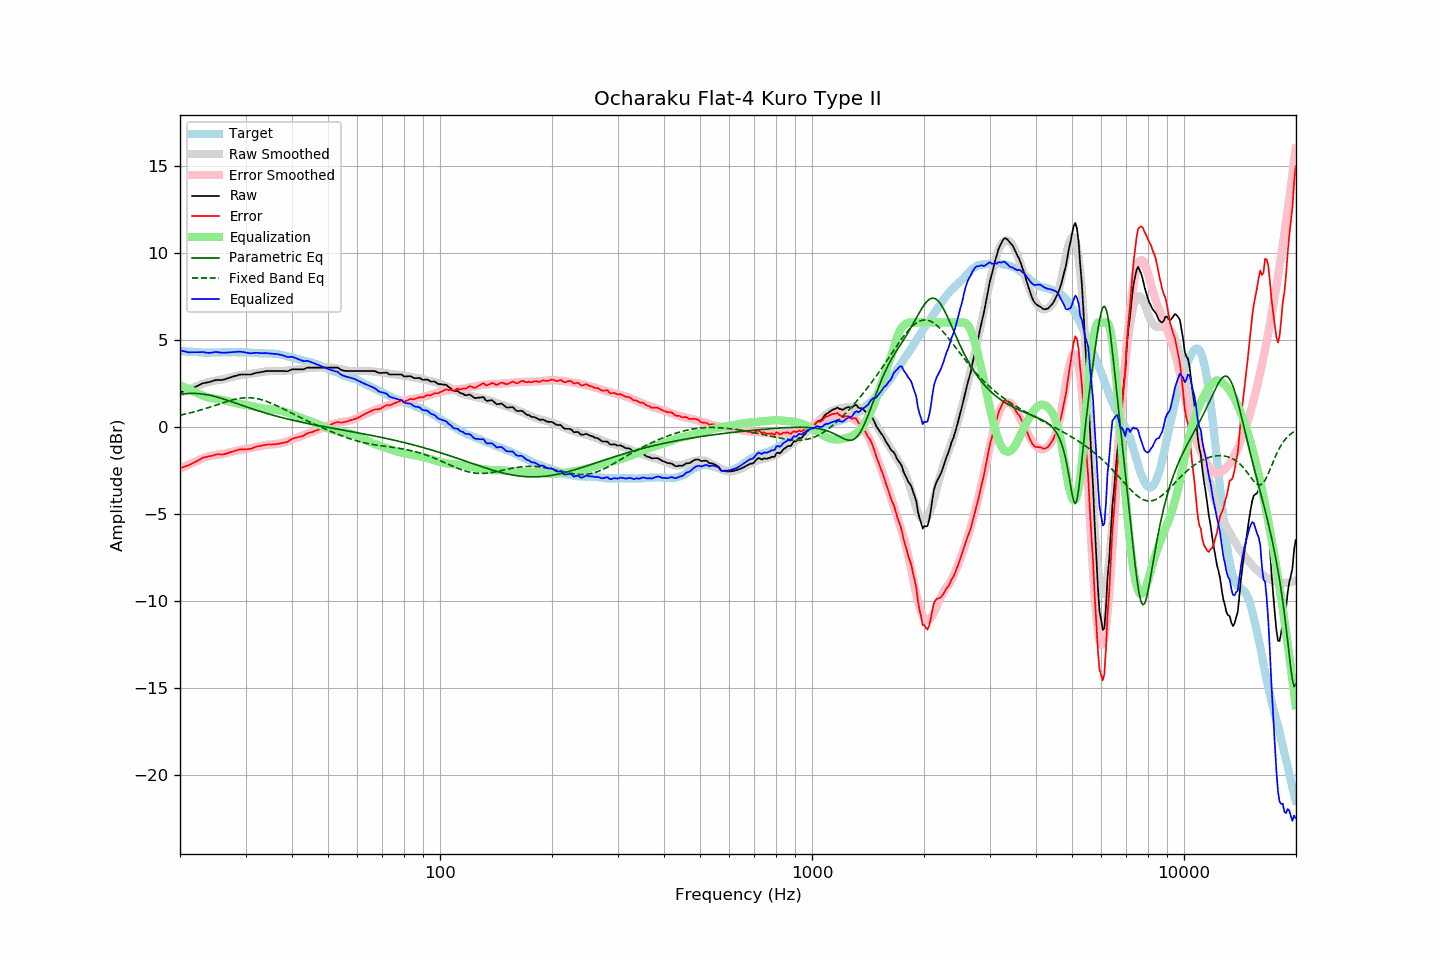 Ocharaku Flat-4 Kuro Type II
Target
Raw Smoothed
Error Smoothed
Raw
Error
Equalization
Parametric Eq
Fixed Band Eq
Equalized
15
10
5
0
−5
−10
−15
−20
Amplitude (dBr)
100
1000
10000
Frequency (Hz)